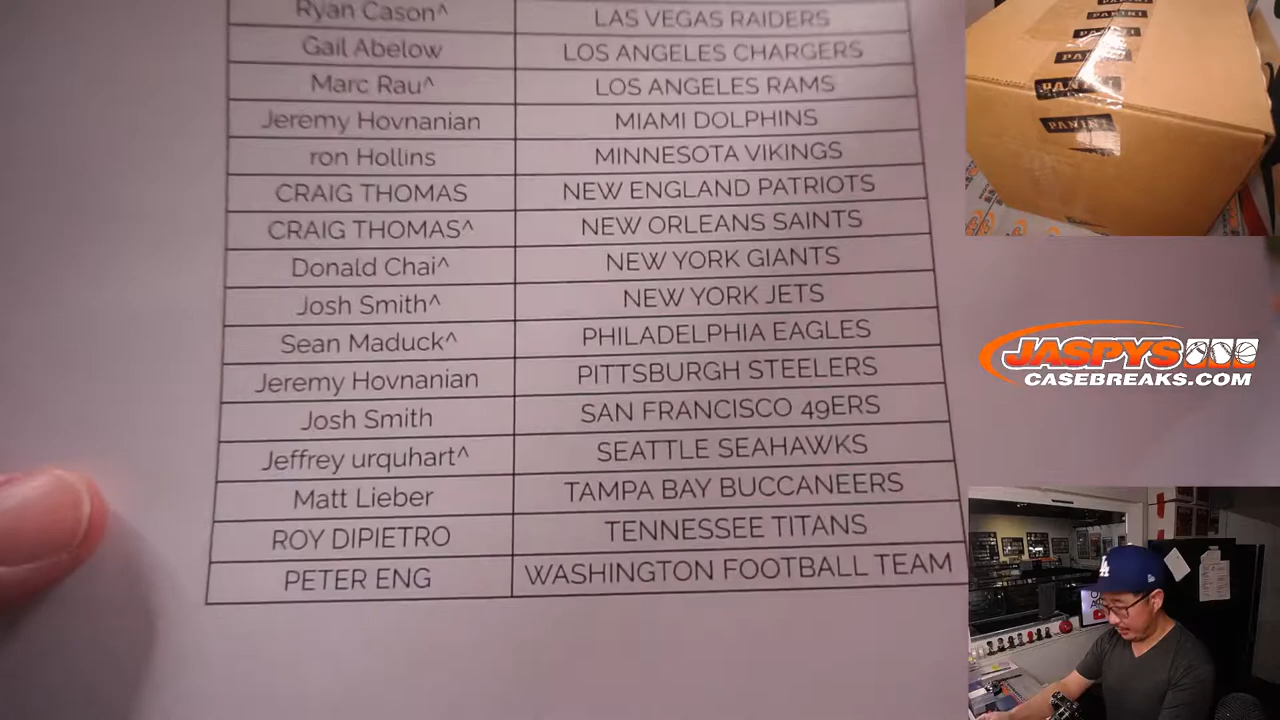 Ryan Cason^ LAS VEGAS RAIDERS
Gail Abelow LOS ANGELES CHARGERS
Marc Rau^ LOS ANGELES RAMS
Jeremy Hovnanian MIAMI DOLPHINS
ron Hollins MINNESOTA VIKINGS
CRAIG THOMAS NEW ENGLAND PATRIOTS
CRAIG THOMAS^ NEW ORLEANS SAINTS
Donald Chai^ NEW YORK GIANTS
Josh Smith^ NEW YORK JETS
Sean Maduck^ PHILADELPHIA EAGLES
Jeremy Hovnanian PITTSBURGH STEELERS
Josh Smith SAN FRANCISCO 49ERS
Jeffrey urquhart^ SEATTLE SEAHAWKS
Matt Lieber TAMPA BAY BUCCANEERS
ROY DIPIETRO TENNESSEE TITANS
PETER ENG WASHINGTON FOOTBALL TEAM
PANINI
PANINI
PANINI
PANINI
PANINI
JASPYS
CASEBREAKS.COM
LA